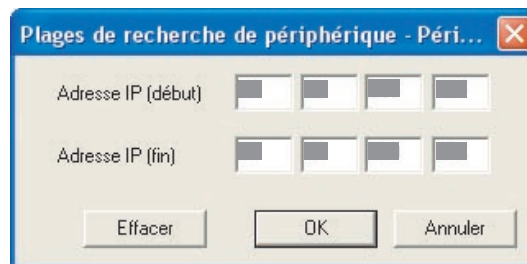 Plages de recherche de périphérique - Péri...
Adresse IP (début)
Adresse IP (fin)
Effacer OK Annuler